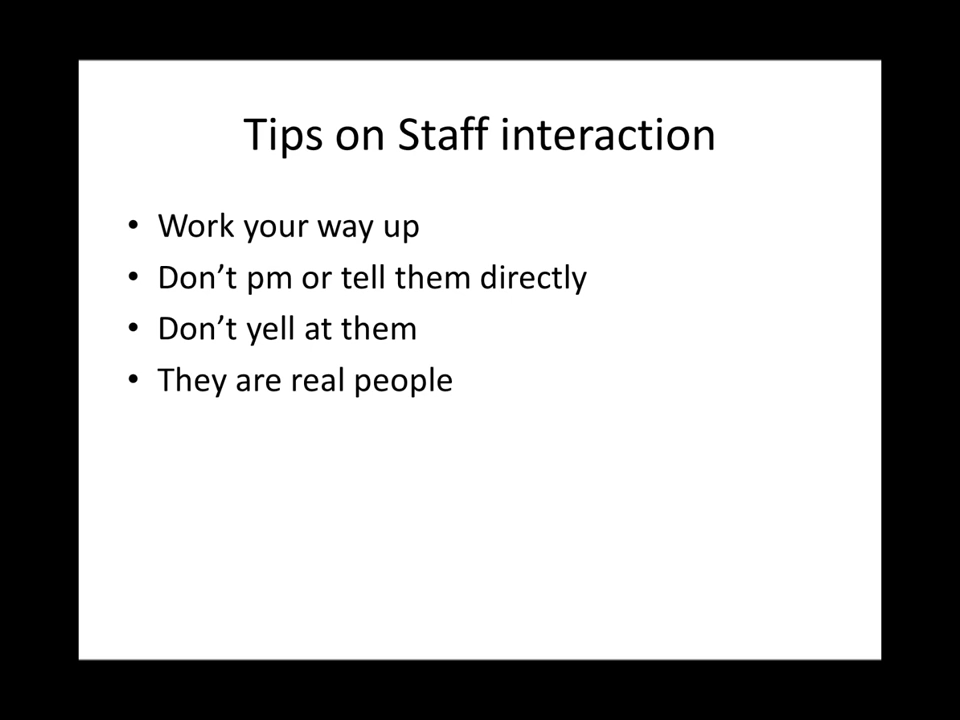 Tips on Staff interaction
• Work your way up
• Don’t pm or tell them directly
• Don’t yell at them
• They are real people